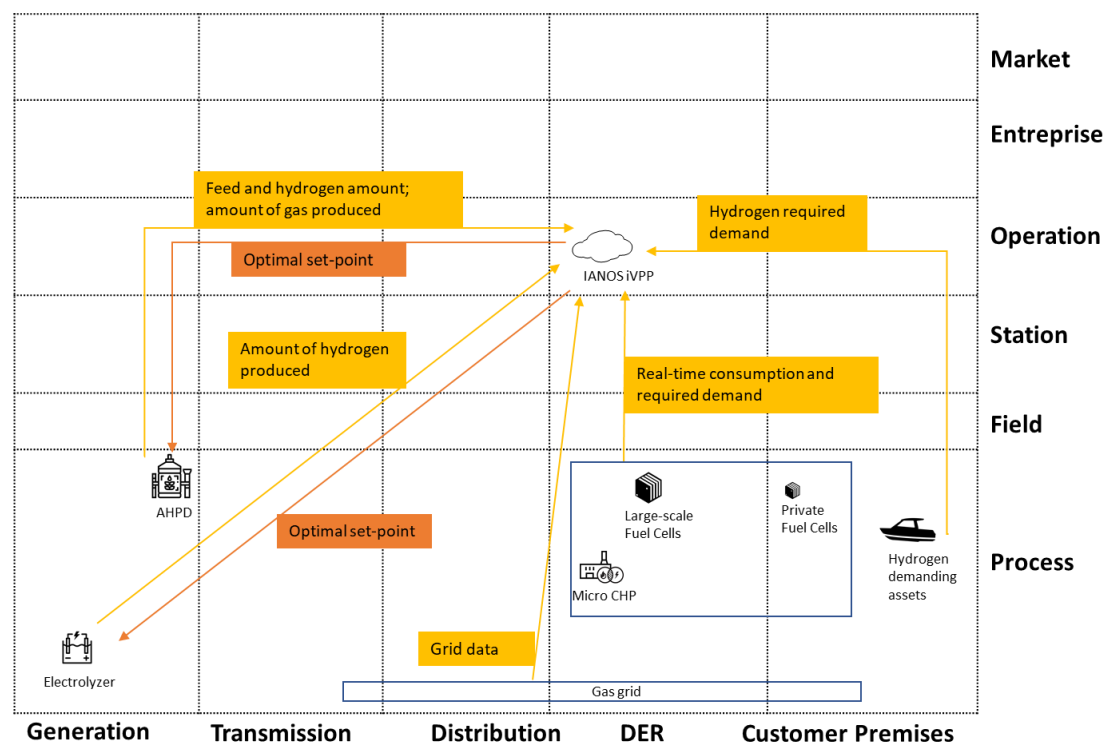 Market
Entreprise
Feed and hydrogen amount;
amount of gas produced
Hydrogen required
demand
Operation
Optimal set-point
IANOS iVPP
Station
Amount of hydrogen
produced
Real-time consumption and
required demand
Field
AHPD
Large-scale
Fuel Cells
Private
Fuel Cells
Optimal set-point
Hydrogen
demanding
assets
Process
Micro CHP
Grid data
Electrolyzer
Gas grid
Generation
Transmission
Distribution
DER
Customer Premises